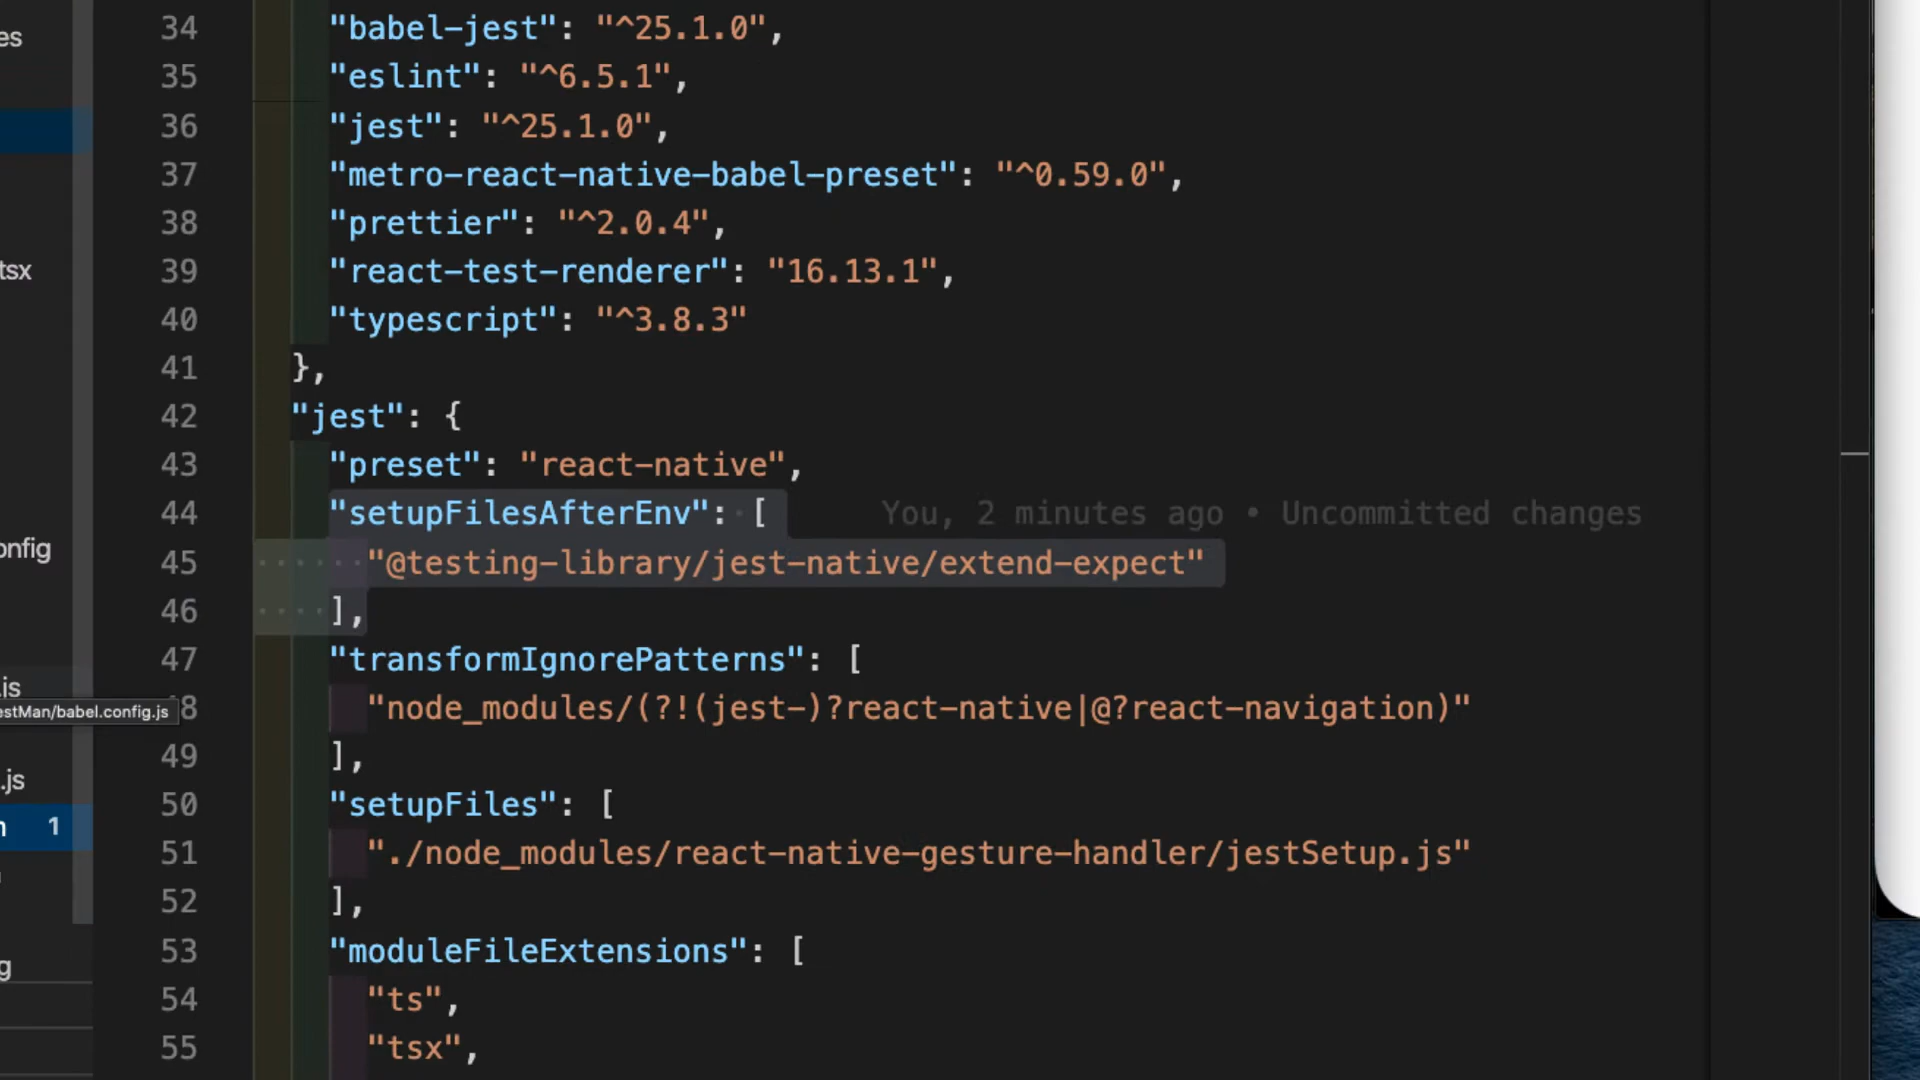 es
tsx
onfig
.js
estMan/babel.config.js
.js
n 1
g
34 "babel-jest": "^25.1.0",
35 "eslint": "^6.5.1",
36 "jest": "^25.1.0",
37 "metro-react-native-babel-preset": "^0.59.0",
38 "prettier": "^2.0.4",
39 "react-test-renderer": "16.13.1",
40 "typescript": "^3.8.3"
41 },
42 "jest": {
43 "preset": "react-native",
44 "setupFilesAfterEnv": [ You, 2 minutes ago • Uncommitted changes
45 "@testing-library/jest-native/extend-expect"
46 ],
47 "transformIgnorePatterns": [
8 "node_modules/(?!(jest-)?react-native|@?react-navigation)"
49 ],
50 "setupFiles": [
51 "./node_modules/react-native-gesture-handler/jestSetup.js"
52 ],
53 "moduleFileExtensions": [
54 "ts",
55 "tsx",